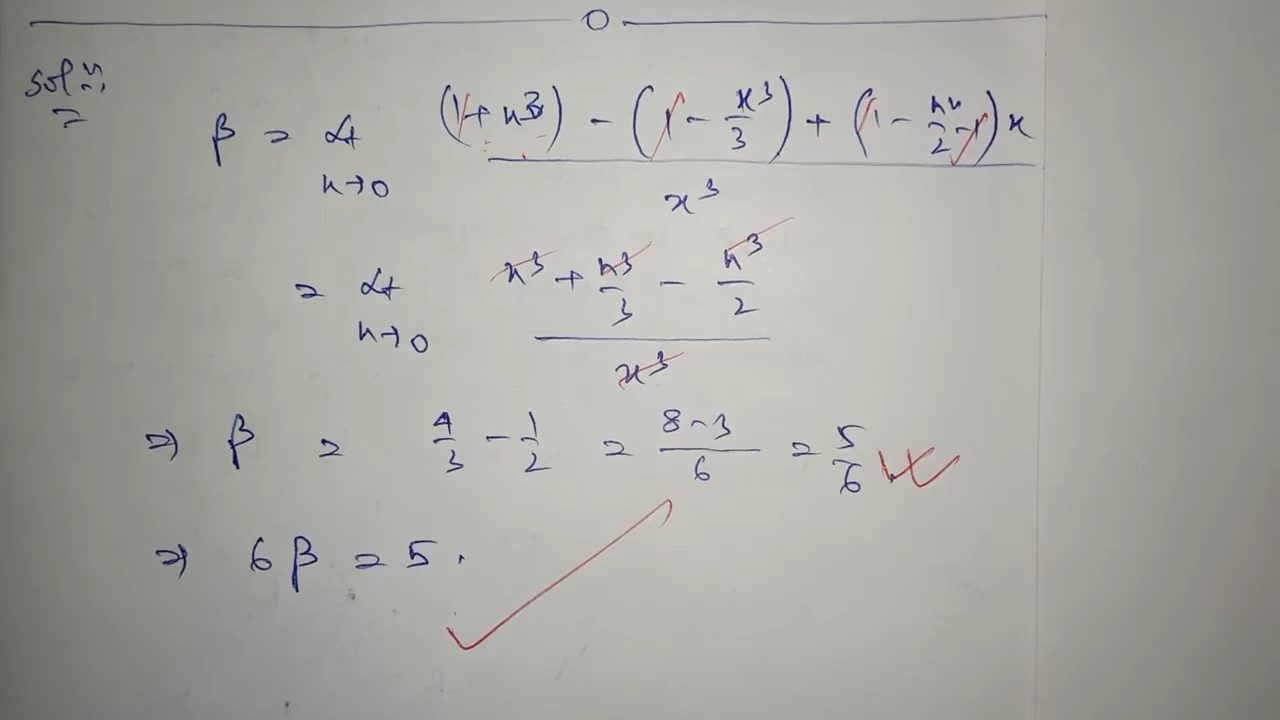 Solⁿ:
β = Lt x→0 ((1 + x³) - (1 - x³/3) + (1 - x²/2 - 1)x) / x³
= Lt x→0 (x³ + x³/3 - x³/2) / x³
⇒ β = 4/3 - 1/2 = (8 - 3)/6 = 5/6
⇒ 6β = 5.